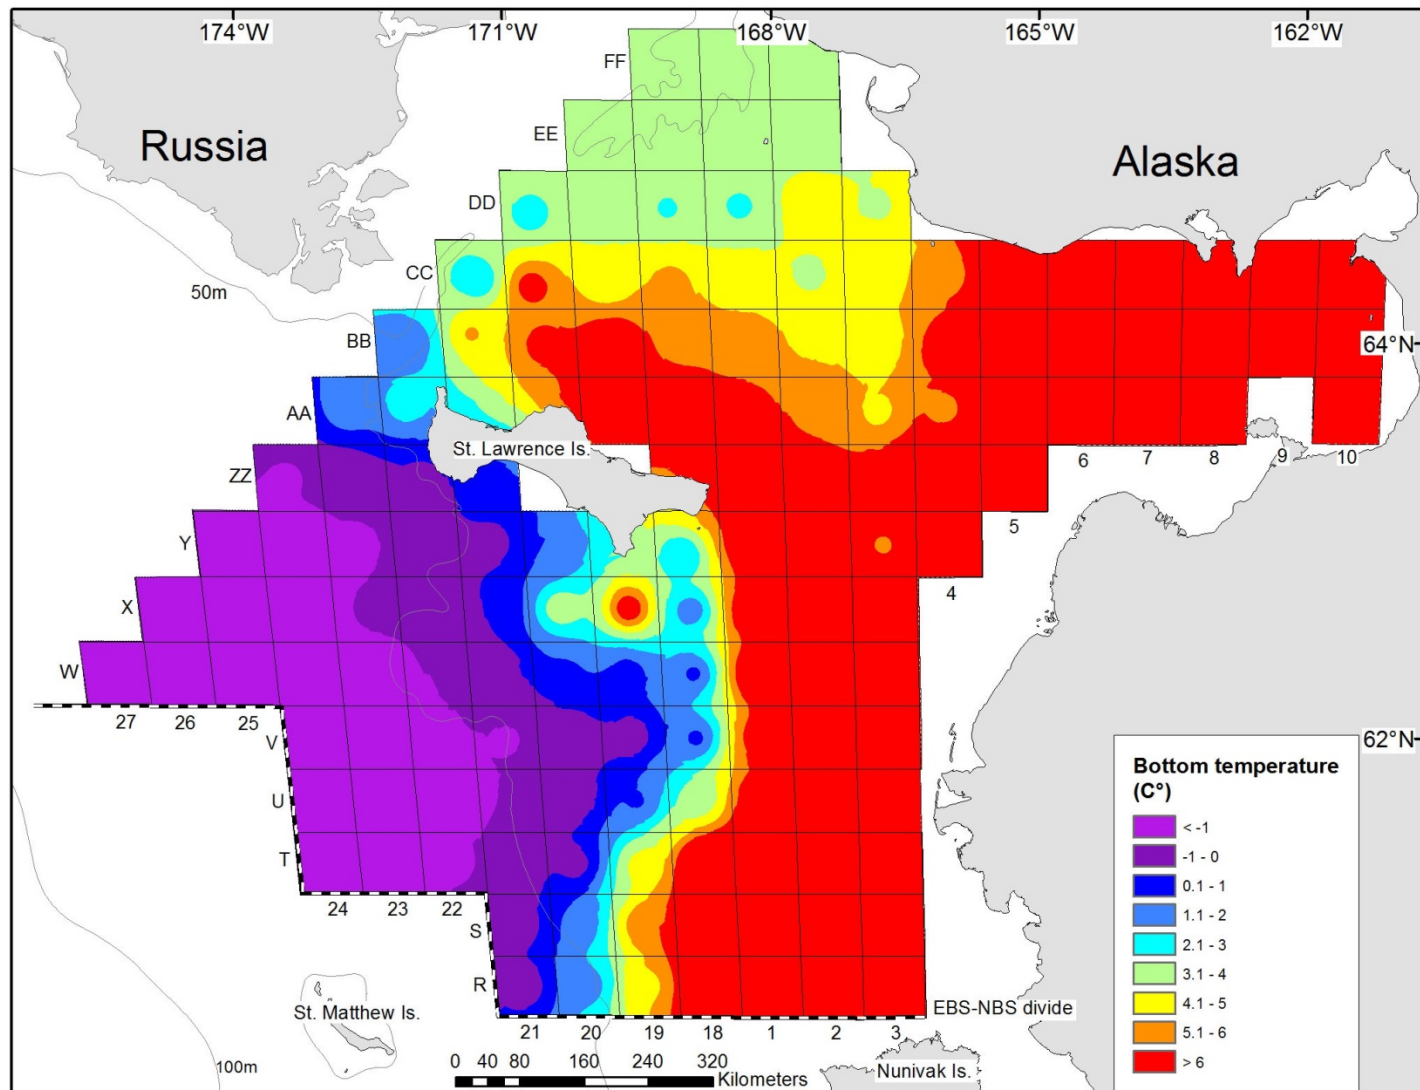 174°W 171°W 168°W 165°W 162°W
FF
Russia
EE
Alaska
DD
CC
50m
BB
64°N
AA
St. Lawrence Is.
6 7 8 9 10
ZZ
5
Y
4
X
W
27 26 25
V
62°N
U
T
24 23 22
S
R
EBS-NBS divide
St. Matthew Is.
21 20 19 18 1 2 3
100m
0 40 80 160 240 320
Kilometers
Nunivak Is.
Bottom temperature
(C°)
< -1
-1 - 0
0.1 - 1
1.1 - 2
2.1 - 3
3.1 - 4
4.1 - 5
5.1 - 6
> 6